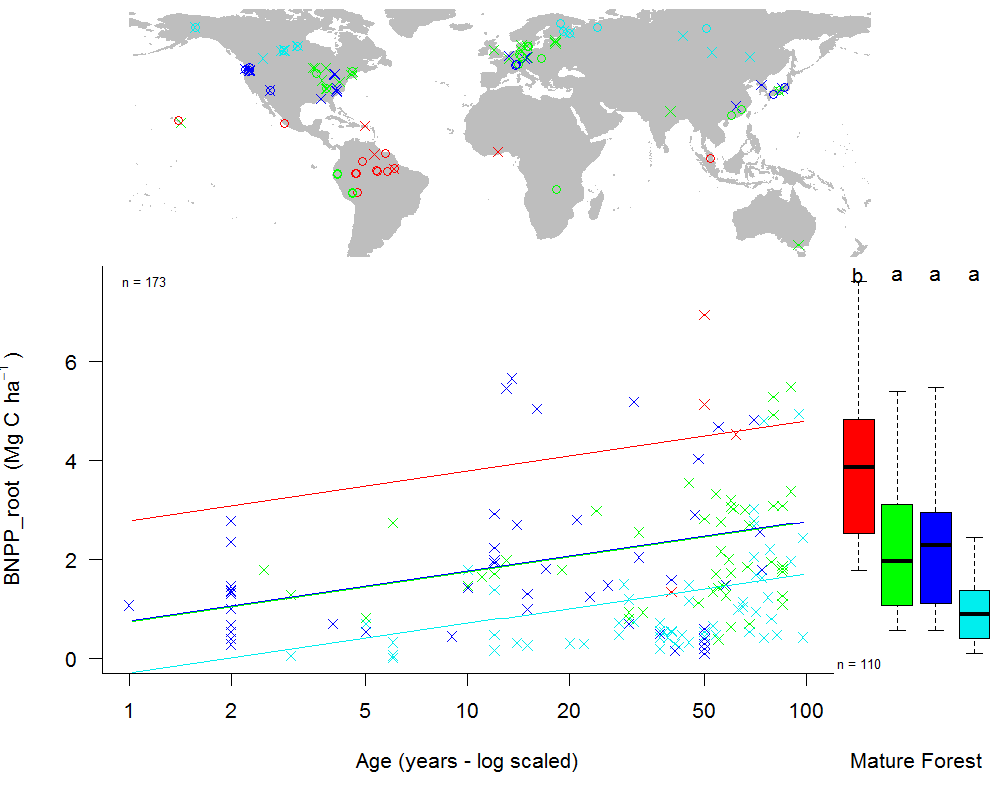 n = 173
b a a a
BNPP_root (Mg C ha⁻¹)
6
4
2
0
n = 110
1 2 5 10 20 50 100
Age (years - log scaled)
Mature Forest